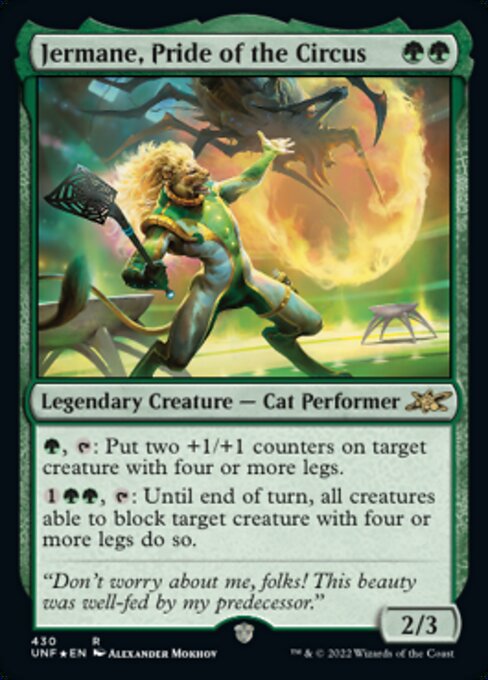 Jermane, Pride of the Circus
Legendary Creature — Cat Performer
, : Put two +1/+1 counters on target
creature with four or more legs.
1, : Until end of turn, all creatures
able to block target creature with four or
more legs do so.
“Don’t worry about me, folks! This beauty
was well-fed by my predecessor.”
2/3
430 R
UNF★EN Alexander Mokhov
™ & © 2022 Wizards of the Coast